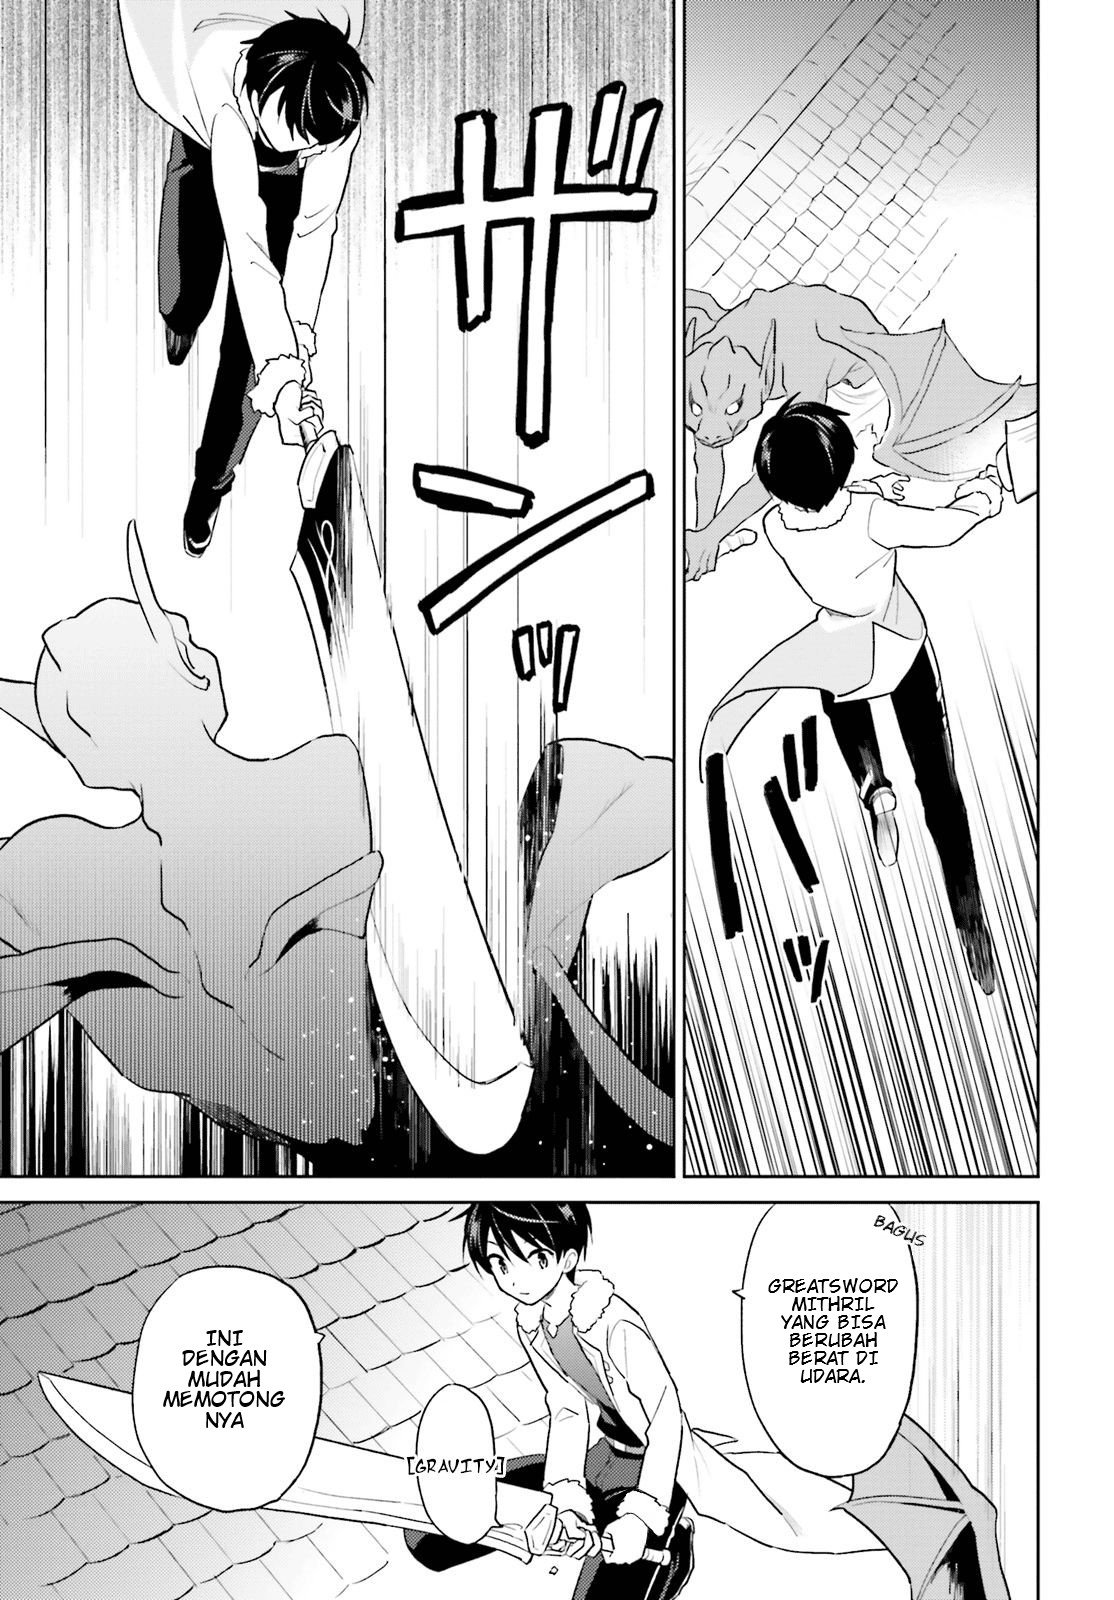 バッ
ザンッ
BAGUS
GREATSWORD
MITHRIL
YANG BISA
BERUBAH
BERAT DI
UDARA.
[GRAVITY]
INI
DENGAN
MUDAH
MEMOTONG
NYA